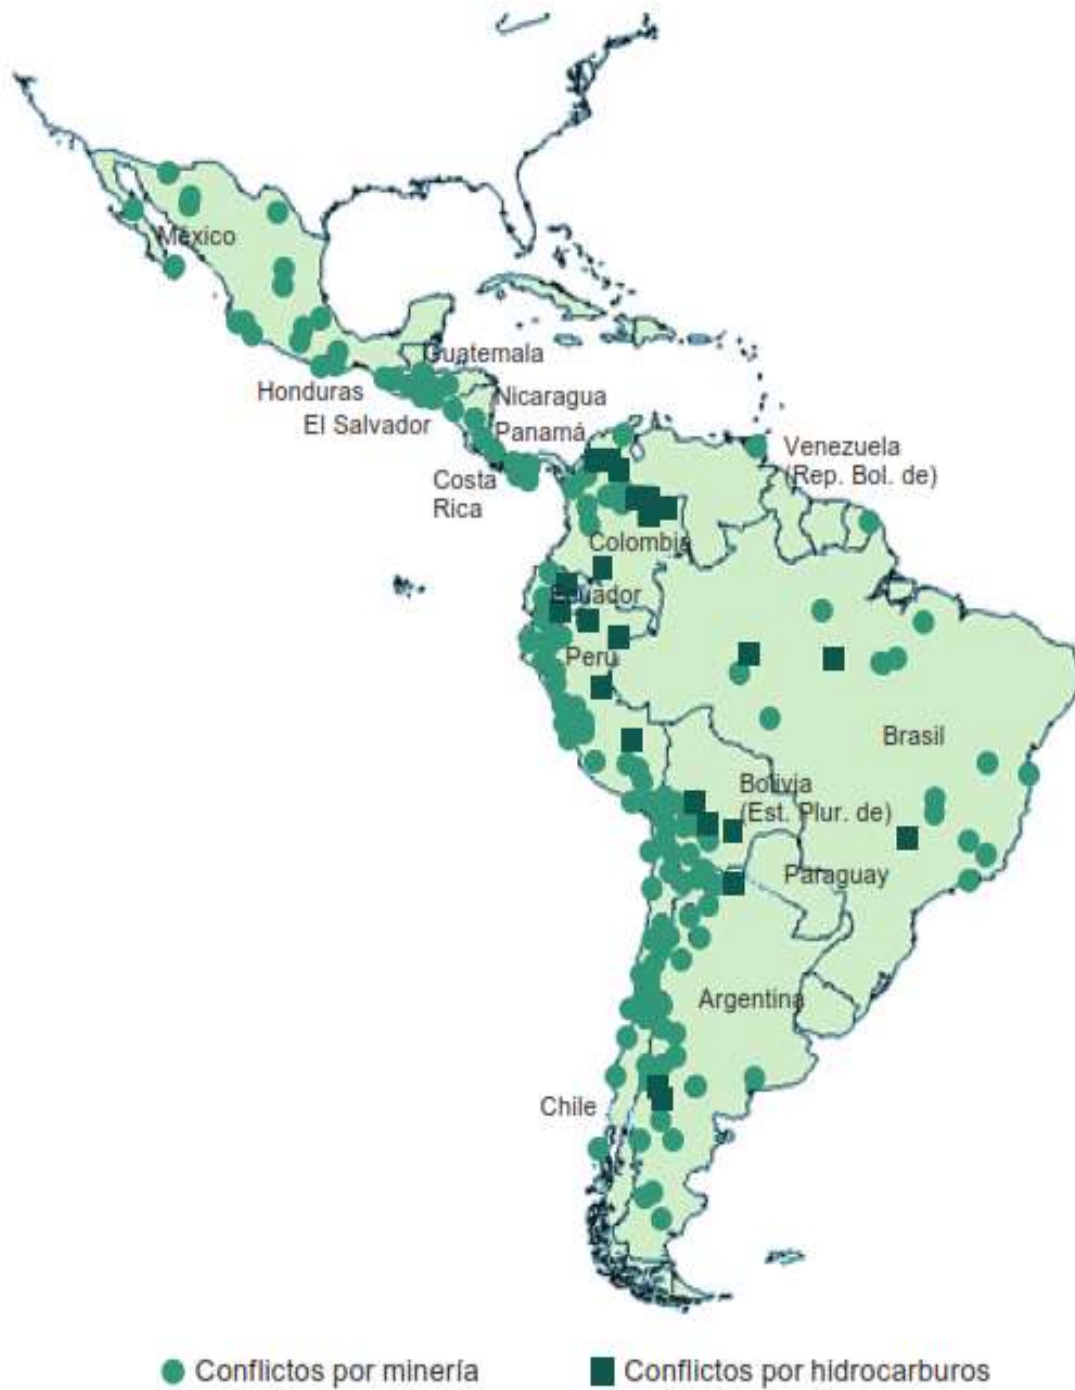 México
Guatemala
Honduras
Nicaragua
El Salvador
Panamá
Costa
Rica
Venezuela
(Rep. Bol. de)
Colombia
Ecuador
Perú
Brasil
Bolivia
(Est. Plur. de)
Paraguay
Argentina
Chile
Conflictos por minería
Conflictos por hidrocarburos